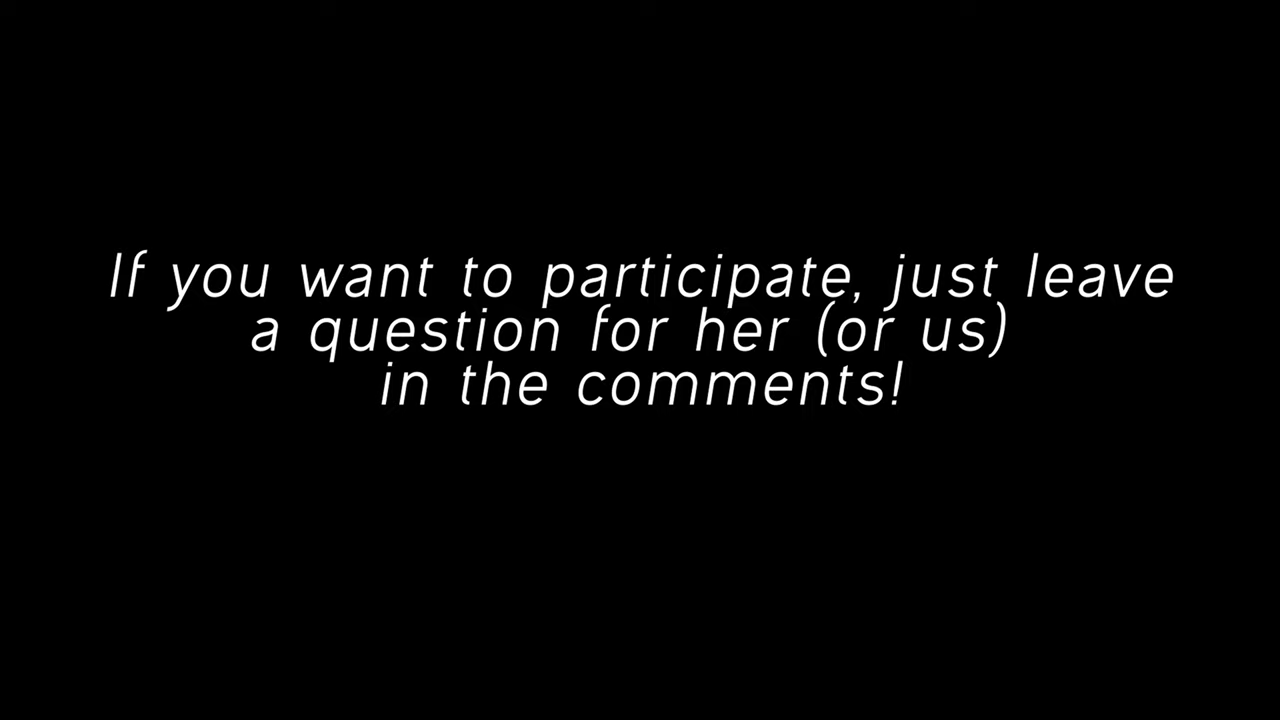 If you want to participate, just leave
a question for her (or us)
in the comments!